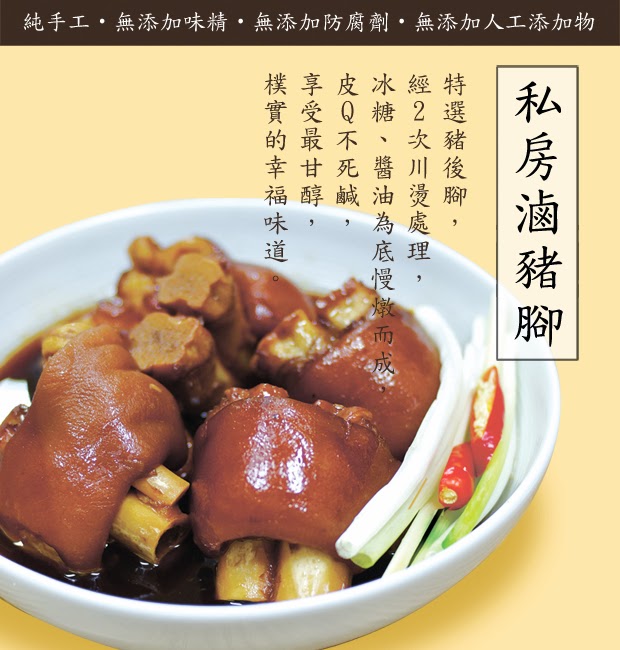 純手工・無添加味精・無添加防腐劑・無添加人工添加物
私房滷豬腳
特選豬後腳，
經2次川燙處理，
冰糖、醬油為底慢燉而成，
皮Q不死鹹，
享受最甘醇，
樸實的幸福味道。